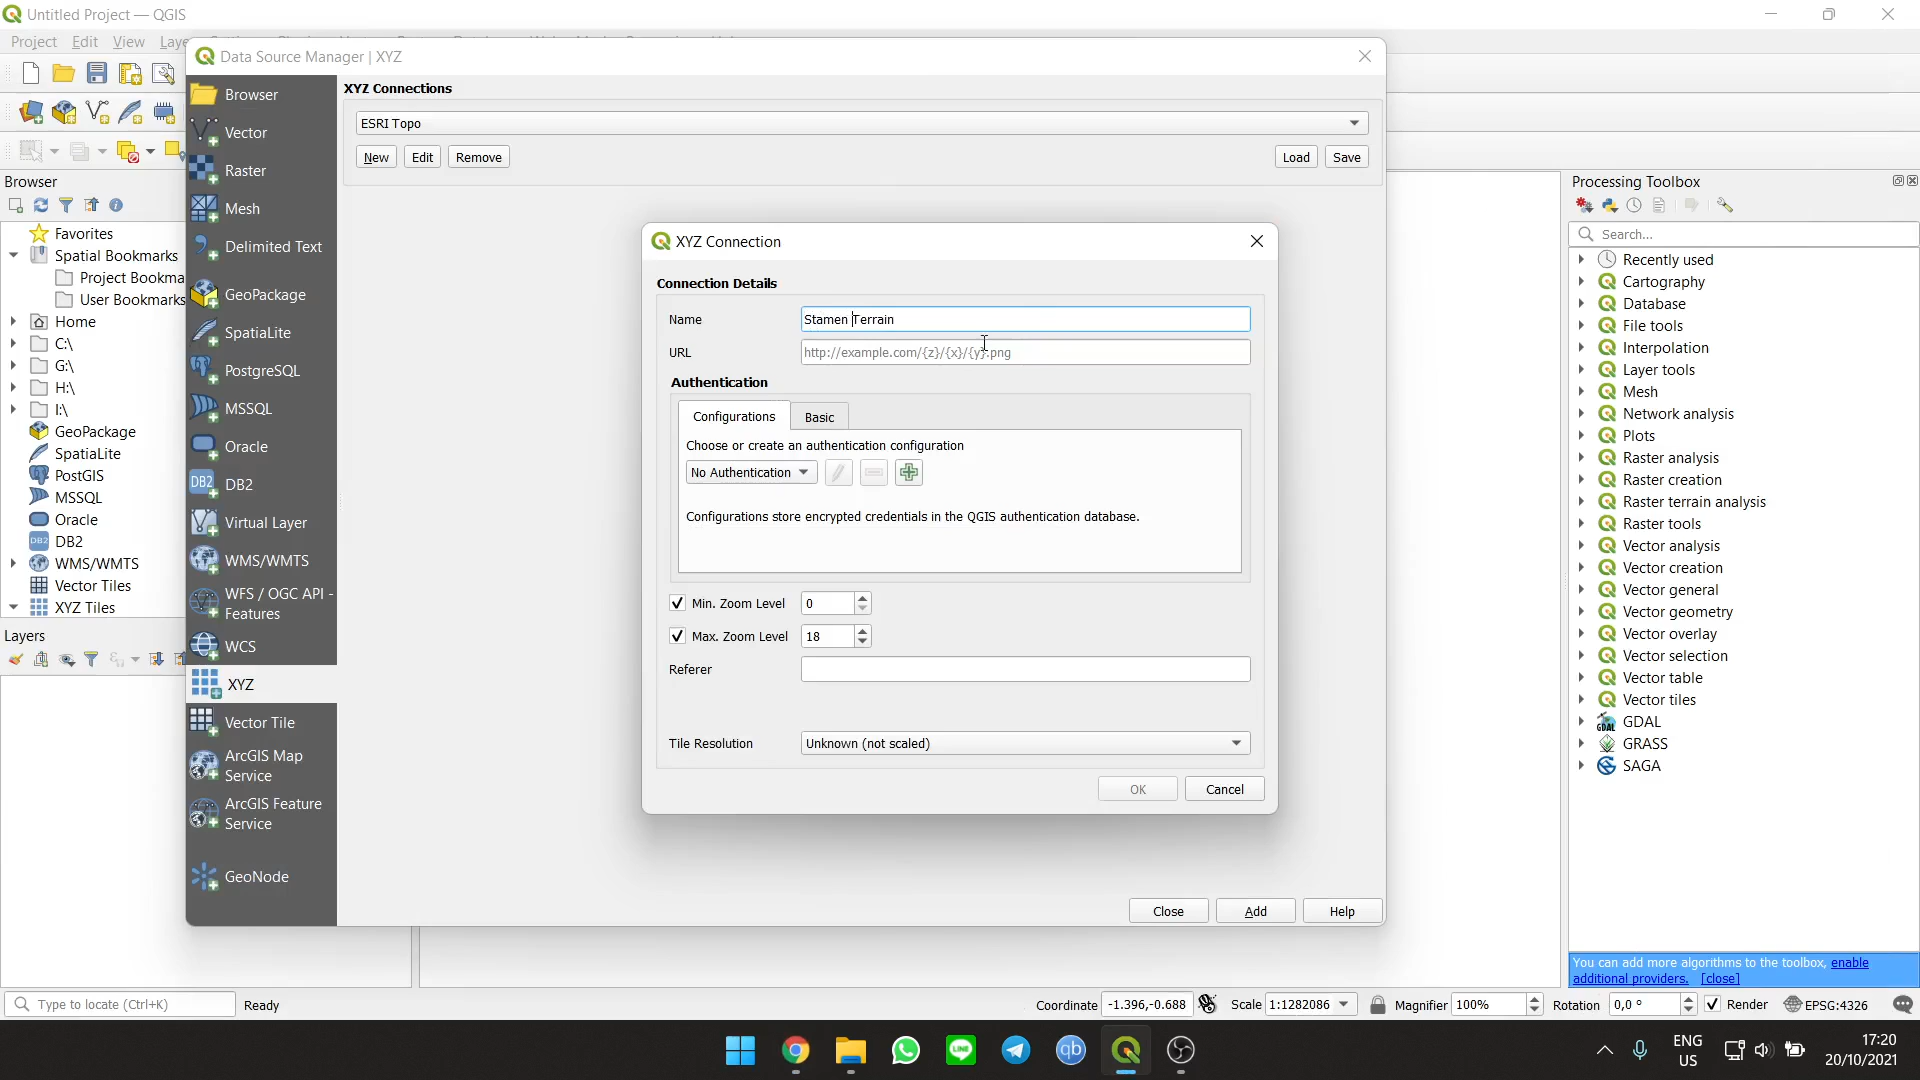 Untitled Project — QGIS
Project Edit View Laye
Data Source Manager | XYZ
Browser
Vector
Raster
Mesh
Delimited Text
GeoPackage
SpatiaLite
PostgreSQL
MSSQL
Oracle
DB2
DB2
Virtual Layer
WMS/WMTS
WFS / OGC API -
Features
WCS
XYZ
Vector Tile
ArcGIS Map
Service
ArcGIS Feature
Service
GeoNode
XYZ Connections
ESRI Topo
New Edit Remove Load Save
XYZ Connection
Connection Details
Name Stamen Terrain
URL http://example.com/{z}/{x}/{y}.png
Authentication
Configurations Basic
Choose or create an authentication configuration
No Authentication
Configurations store encrypted credentials in the QGIS authentication database.
Min. Zoom Level 0
Max. Zoom Level 18
Referer
Tile Resolution Unknown (not scaled)
OK Cancel
Close Add Help
Browser
Favorites
Spatial Bookmarks
Project Bookma
User Bookmarks
Home
C:\
G:\
H:\
I:\
GeoPackage
SpatiaLite
PostGIS
MSSQL
Oracle
DB2 DB2
WMS/WMTS
Vector Tiles
XYZ Tiles
Layers
Processing Toolbox
Search...
Recently used
Cartography
Database
File tools
Interpolation
Layer tools
Mesh
Network analysis
Plots
Raster analysis
Raster creation
Raster terrain analysis
Raster tools
Vector analysis
Vector creation
Vector general
Vector geometry
Vector overlay
Vector selection
Vector table
Vector tiles
GDAL GDAL
GRASS
SAGA
You can add more algorithms to the toolbox, enable
additional providers. [close]
Type to locate (Ctrl+K) Ready Coordinate -1.396,-0.688 Scale 1:1282086 Magnifier 100% Rotation 0,0 ° Render EPSG:4326
LINE qb
ENG
US
17:20
20/10/2021